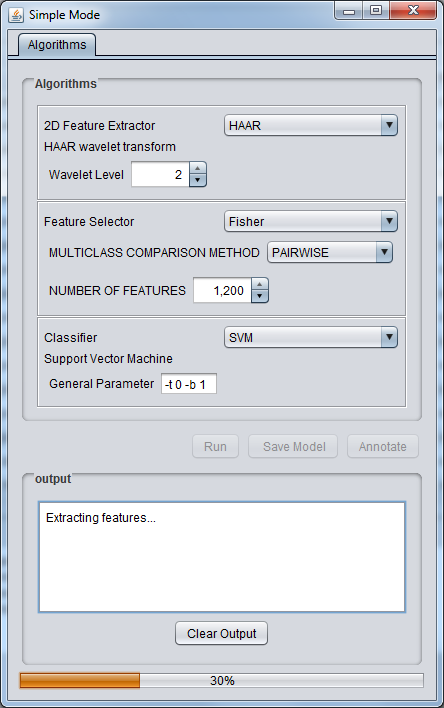 Simple Mode
Algorithms
Algorithms
2D Feature Extractor HAAR
HAAR wavelet transform
Wavelet Level 2
Feature Selector Fisher
MULTICLASS COMPARISON METHOD PAIRWISE
NUMBER OF FEATURES 1,200
Classifier SVM
Support Vector Machine
General Parameter -t 0 -b 1
Run Save Model Annotate
output
Extracting features...
Clear Output
30%